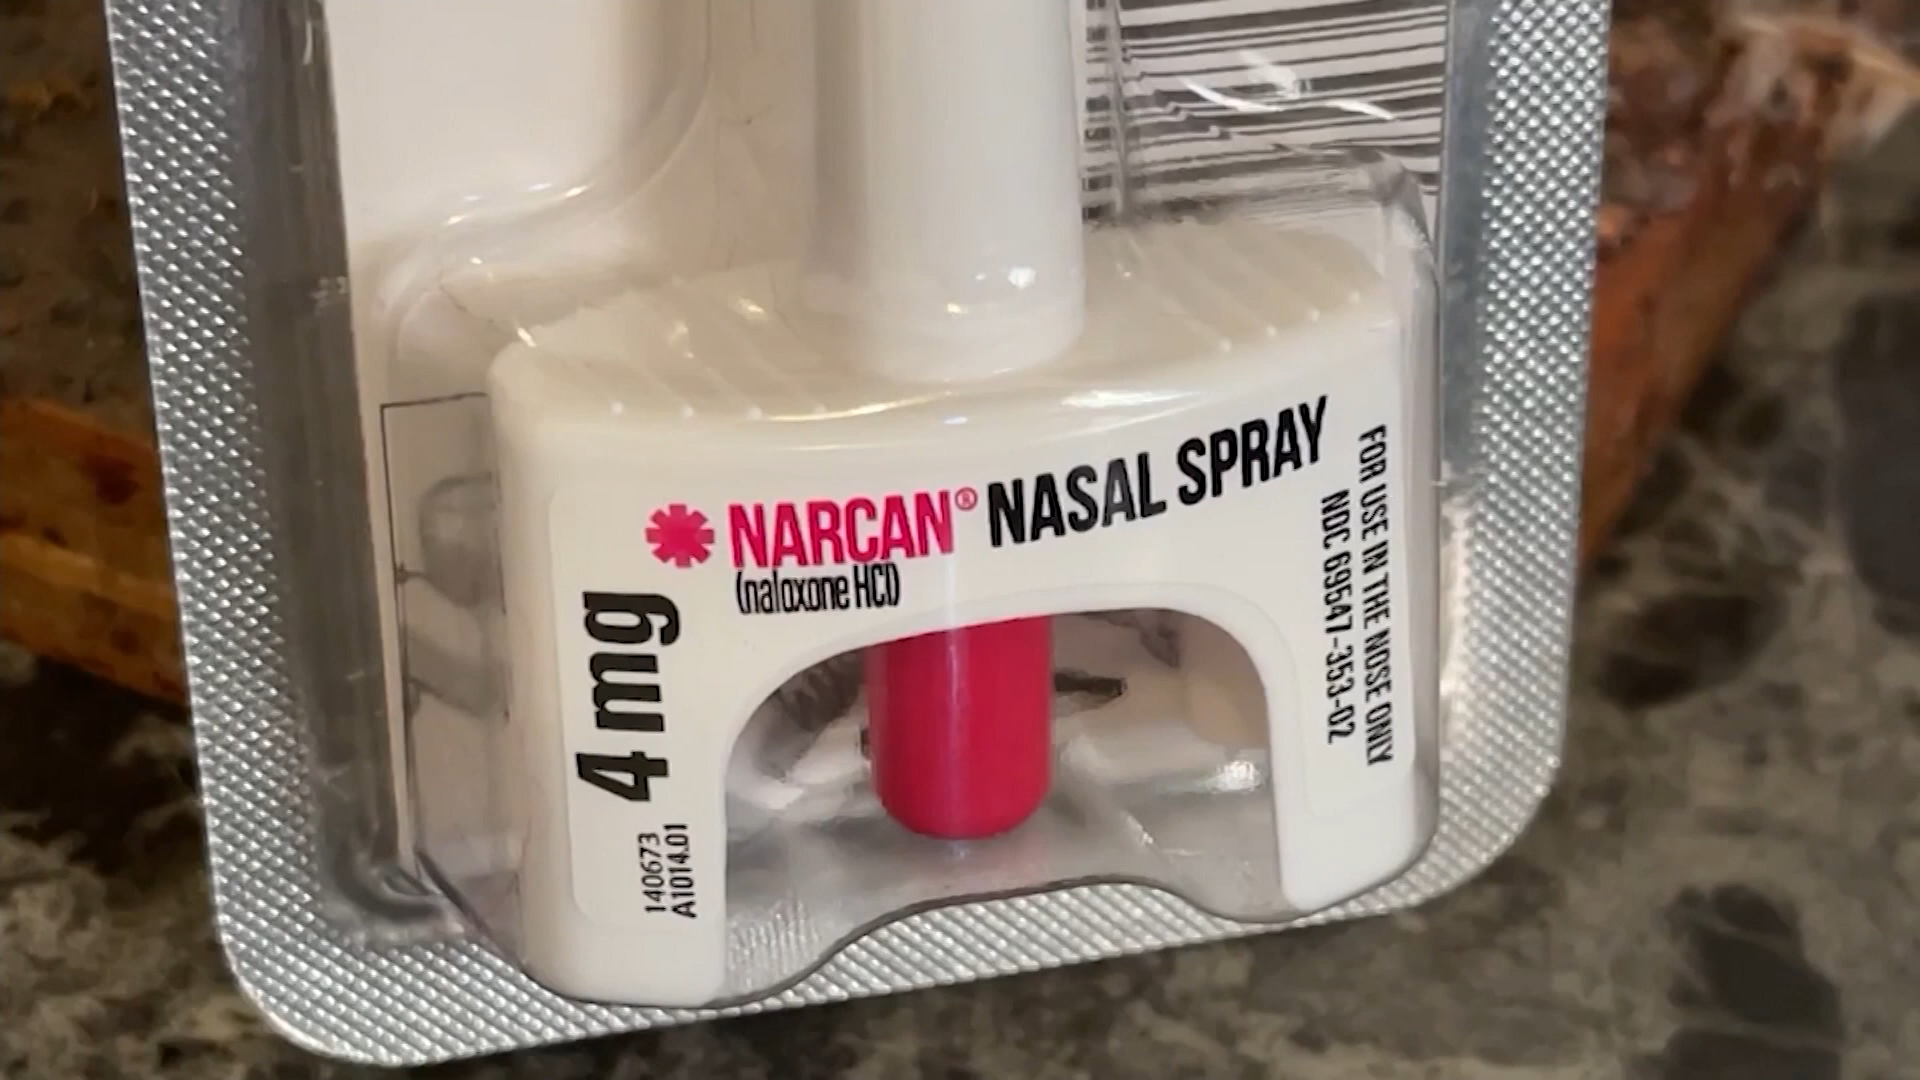 NARCAN® NASAL SPRAY
(naloxone HCl)
4 mg
140673
A1014.01
FOR USE IN THE NOSE ONLY
NDC 69547-353-02